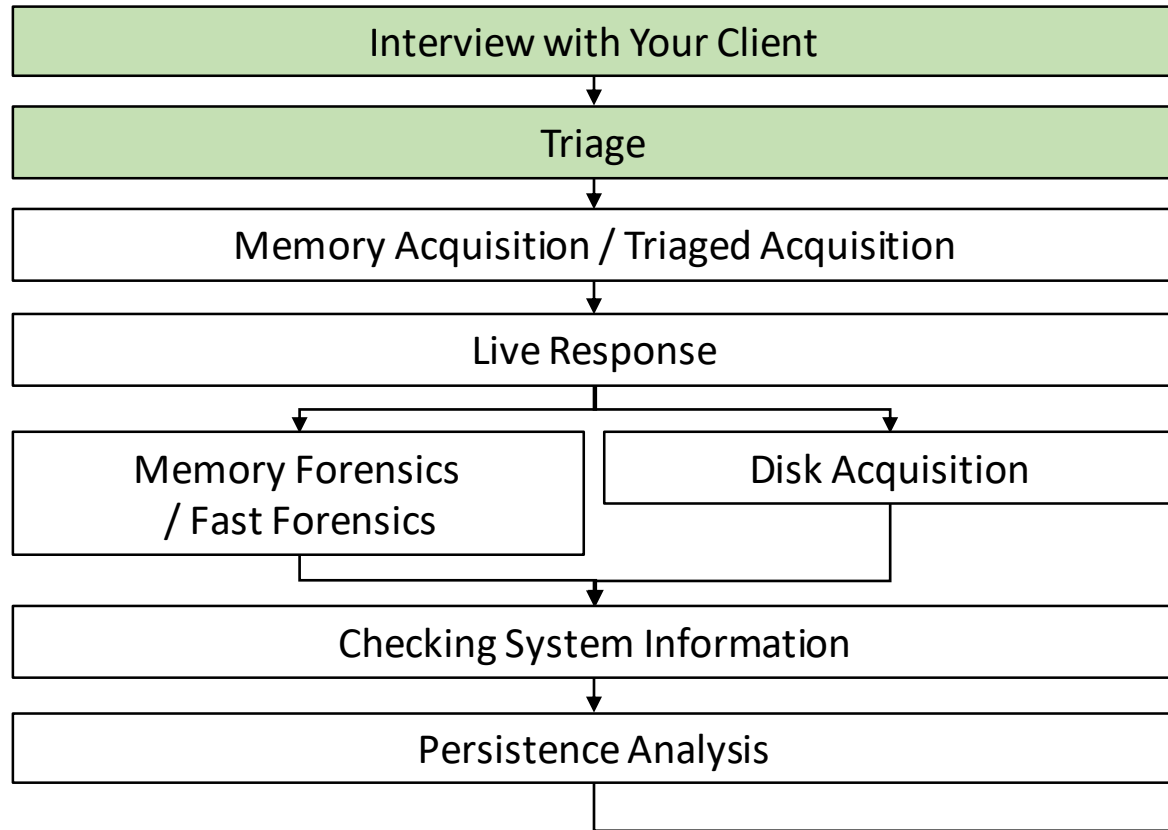 Interview with Your Client
Triage
Memory Acquisition / Triaged Acquisition
Live Response
Memory Forensics
/ Fast Forensics
Disk Acquisition
Checking System Information
Persistence Analysis